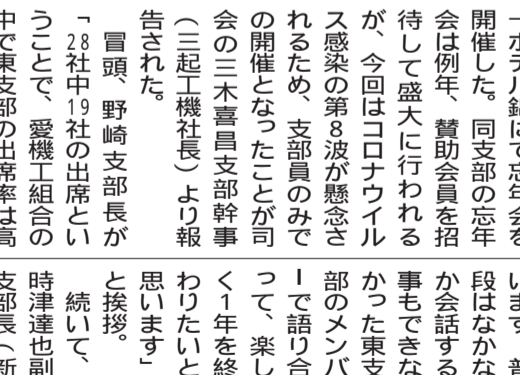 ホテル錦にて忘年会を
開催した。同支部の忘年
会は例年、賛助会員を招
待して盛大に行われる
が、今回はコロナウイル
ス感染の第8波が懸念さ
れるため、支部員のみで
の開催となったことが司
会の三木喜昌支部幹事
（三起工機社長）より報
告された。
冒頭、野崎支部長が
「28社中19社の出席とい
うことで、愛機工組合の
中で東支部の出席率は高
います。普
段はなかな
か会話する
事もできな
かった東支
部のメンバ
ーで語り合
って、楽し
く1年を終
わりたいと
思います」
と挨拶。
続いて、
時津達也副
支部長（新